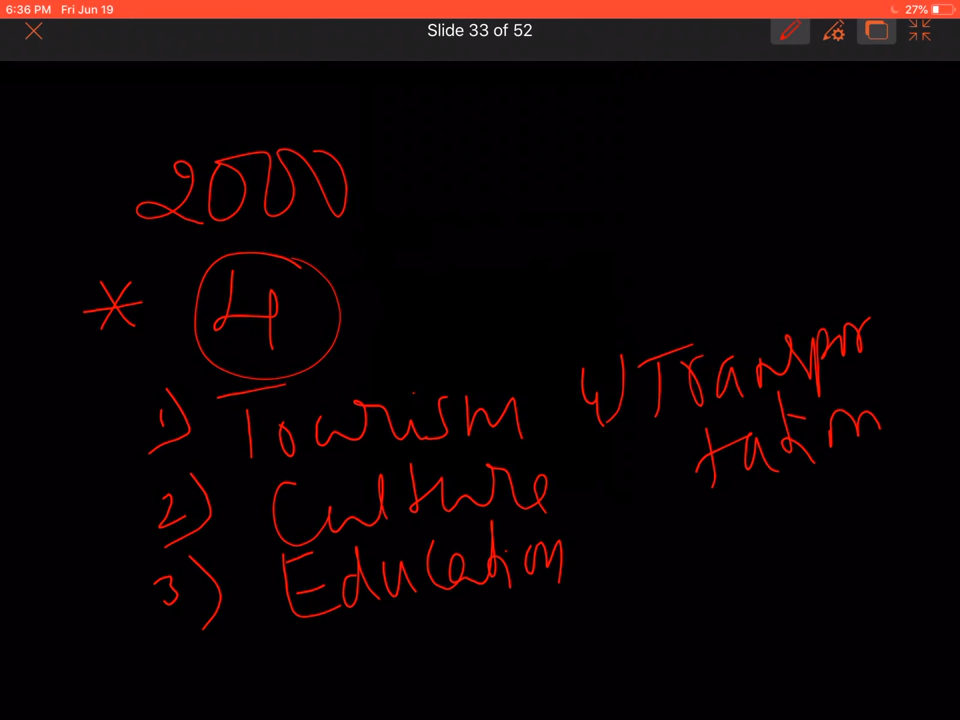 6:36 PM Fri Jun 19 27%
Slide 33 of 52
2000
* 4
1) Tourism
2) Culture
3) Education
4) Transpor
tation